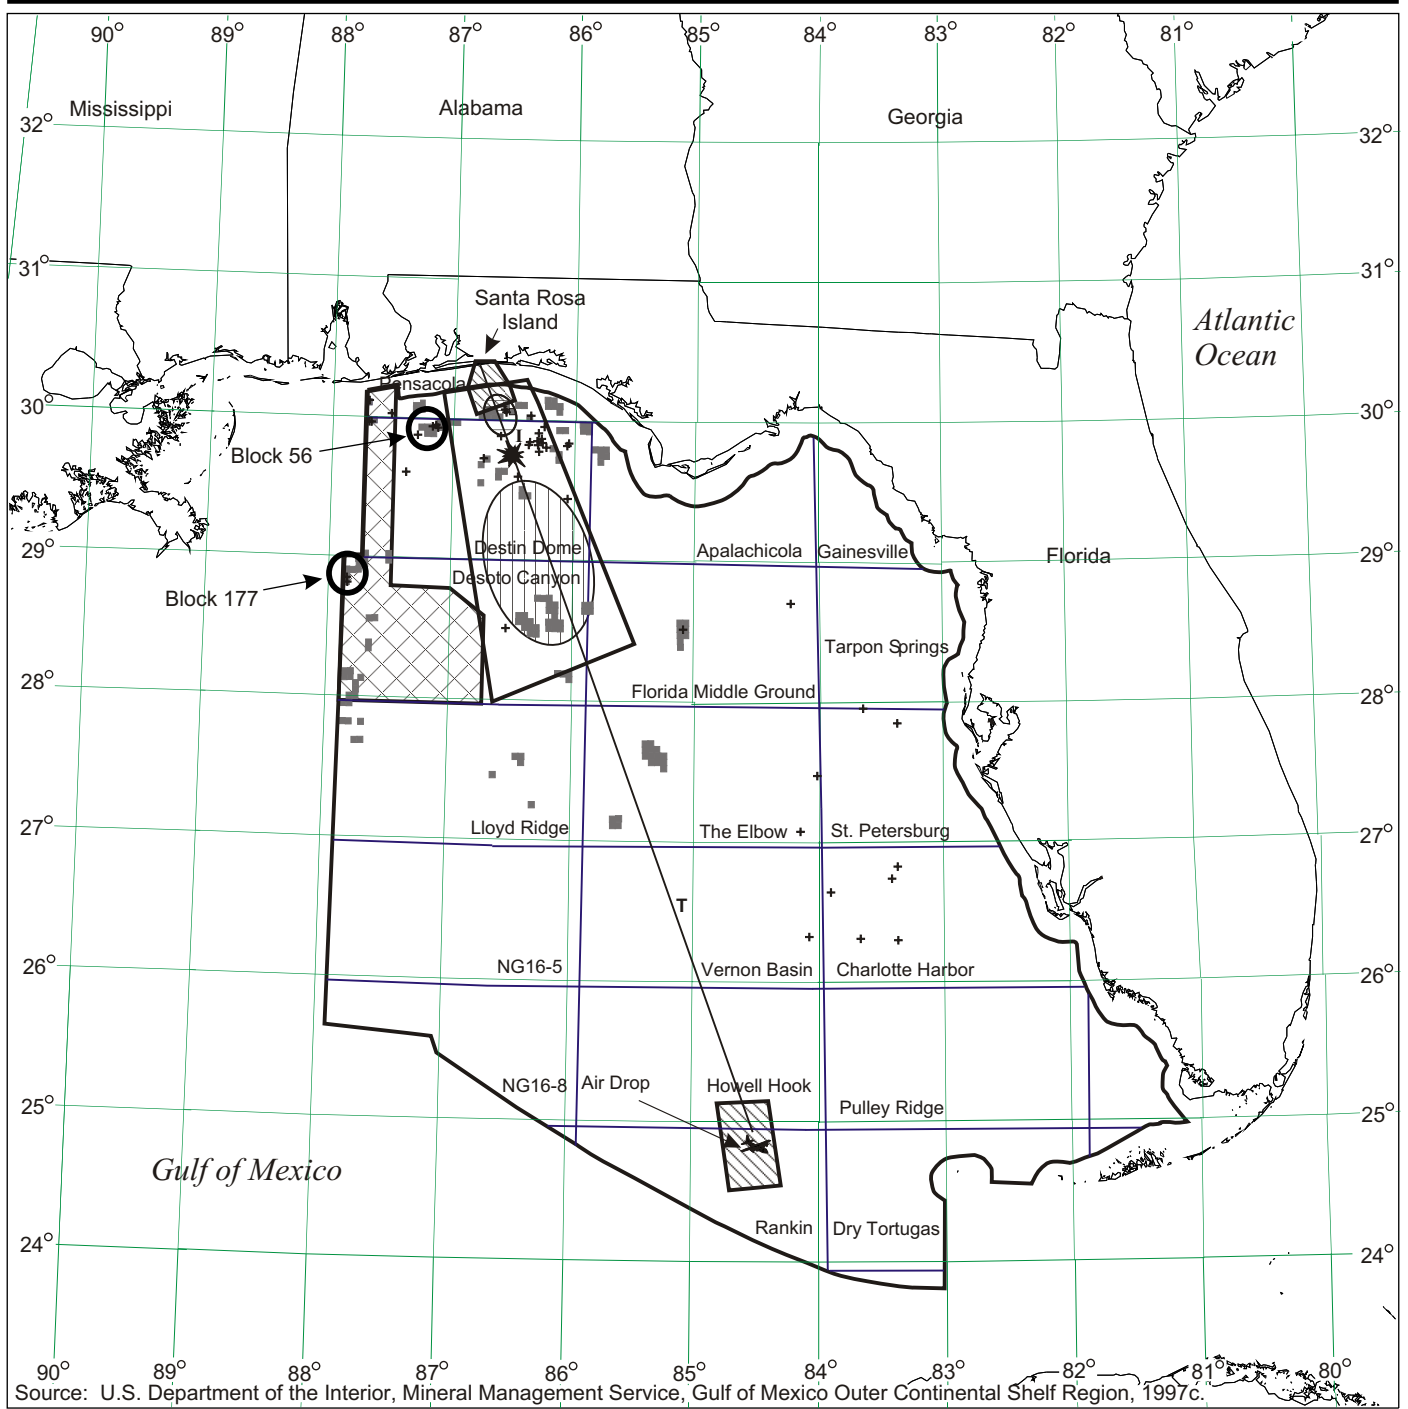 90° 89° 88° 87° 86° 85° 84° 83° 82° 81°
Mississippi
Alabama
Georgia
32°
32°
31°
31°
Santa Rosa
Island
Atlantic
Ocean
Pensacola
30°
30°
Block 56
I
29°
29°
Destin Dome
Apalachicola
Gainesville
Florida
Desoto Canyon
Block 177
Tarpon Springs
28°
28°
Florida Middle Ground
27°
27°
Lloyd Ridge
The Elbow
St. Petersburg
T
26°
26°
NG16-5
Vernon Basin
Charlotte Harbor
NG16-8
Air Drop
Howell Hook
25°
25°
Pulley Ridge
Gulf of Mexico
Rankin
Dry Tortugas
24°
24°
90° 89° 88° 87° 86° 85° 84° 83° 82° 81° 80°
Source: U.S. Department of the Interior, Mineral Management Service, Gulf of Mexico Outer Continental Shelf Region, 1997c.